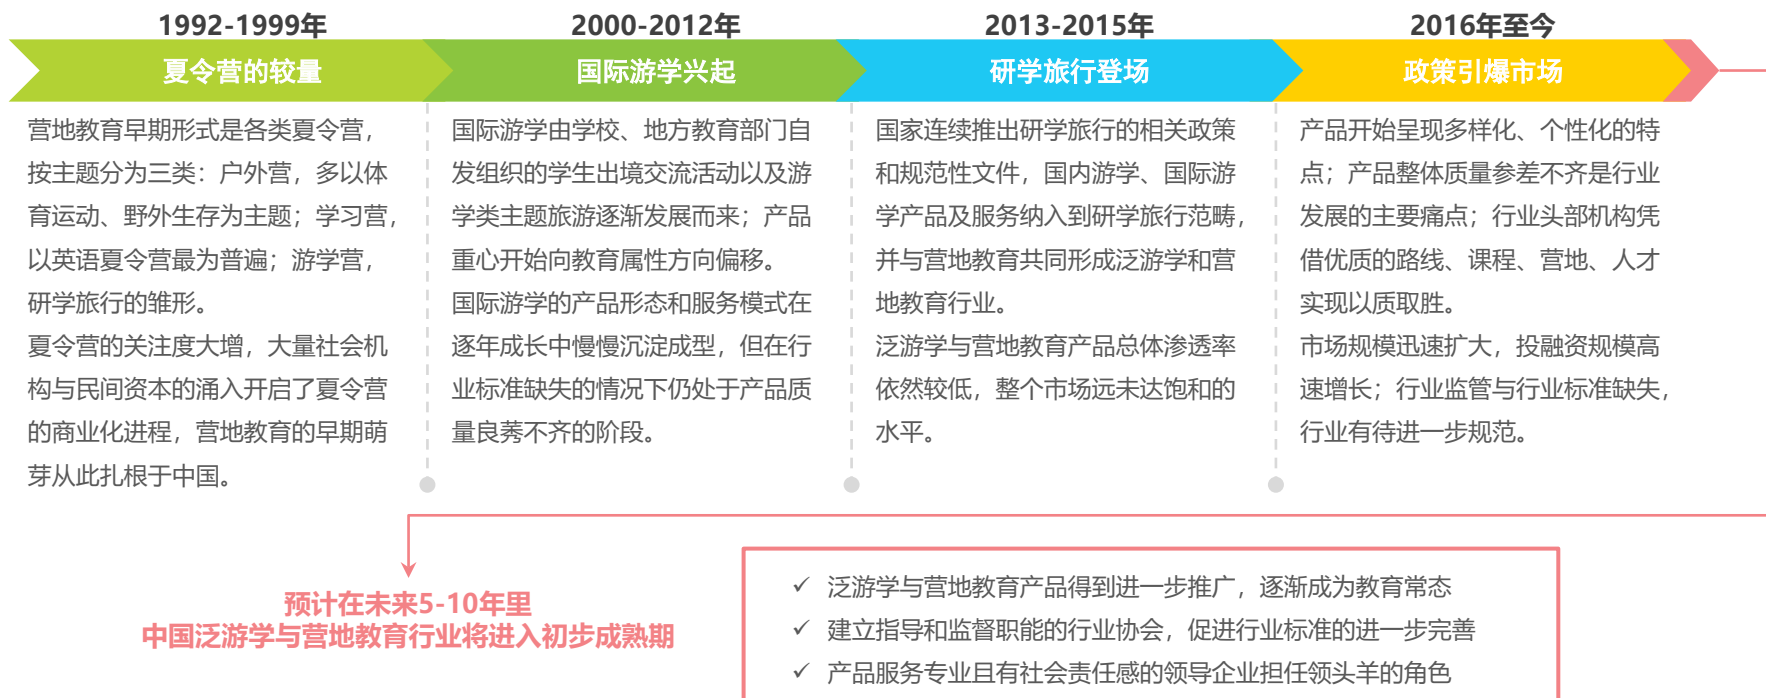 1992-1999年
夏令营的较量
营地教育早期形式是各类夏令营，
按主题分为三类：户外营，多以体
育运动、野外生存为主题；学习营，
以英语夏令营最为普遍；游学营，
研学旅行的雏形。
夏令营的关注度大增，大量社会机
构与民间资本的涌入开启了夏令营
的商业化进程，营地教育的早期萌
芽从此扎根于中国。
2000-2012年
国际游学兴起
国际游学由学校、地方教育部门自
发组织的学生出境交流活动以及游
学类主题旅游逐渐发展而来；产品
重心开始向教育属性方向偏移。
国际游学的产品形态和服务模式在
逐年成长中慢慢沉淀成型，但在行
业标准缺失的情况下仍处于产品质
量良莠不齐的阶段。
2013-2015年
研学旅行登场
国家连续推出研学旅行的相关政策
和规范性文件，国内游学、国际游
学产品及服务纳入到研学旅行范畴，
并与营地教育共同形成泛游学和营
地教育行业。
泛游学与营地教育产品总体渗透率
依然较低，整个市场远未达饱和的
水平。
2016年至今
政策引爆市场
产品开始呈现多样化、个性化的特
点；产品整体质量参差不齐是行业
发展的主要痛点；行业头部机构凭
借优质的路线、课程、营地、人才
实现以质取胜。
市场规模迅速扩大，投融资规模高
速增长；行业监管与行业标准缺失，
行业有待进一步规范。
预计在未来5-10年里
中国泛游学与营地教育行业将进入初步成熟期
✓ 泛游学与营地教育产品得到进一步推广，逐渐成为教育常态
✓ 建立指导和监督职能的行业协会，促进行业标准的进一步完善
✓ 产品服务专业且有社会责任感的领导企业担任领头羊的角色